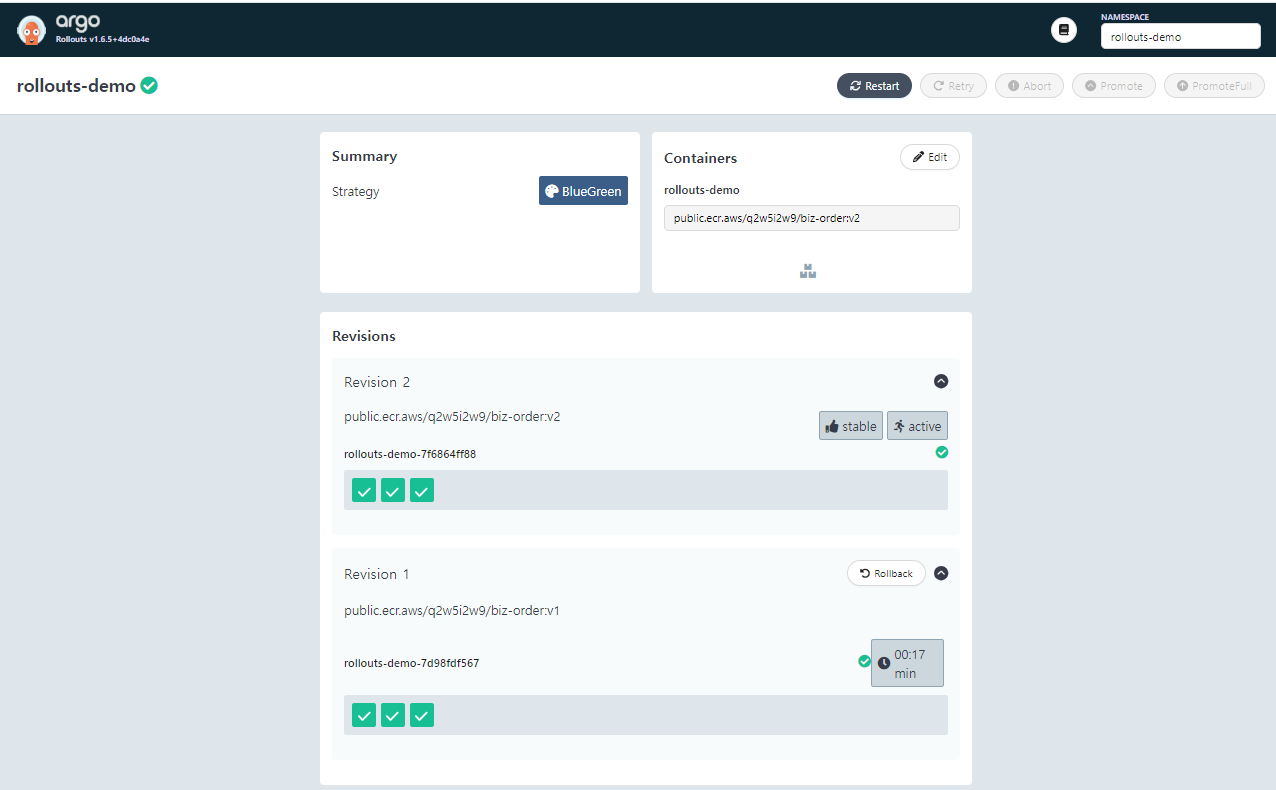 argo
Rollouts v1.6.5+4dc0a4e
NAMESPACE
rollouts-demo
rollouts-demo
Restart
Retry
Abort
Promote
PromoteFull
Summary
Strategy
BlueGreen
Containers
Edit
rollouts-demo
public.ecr.aws/q2w5i2w9/biz-order:v2
Revisions
Revision 2
public.ecr.aws/q2w5i2w9/biz-order:v2
stable
active
rollouts-demo-7f6864ff88
Revision 1
Rollback
public.ecr.aws/q2w5i2w9/biz-order:v1
rollouts-demo-7d98fdf567
00:17
min